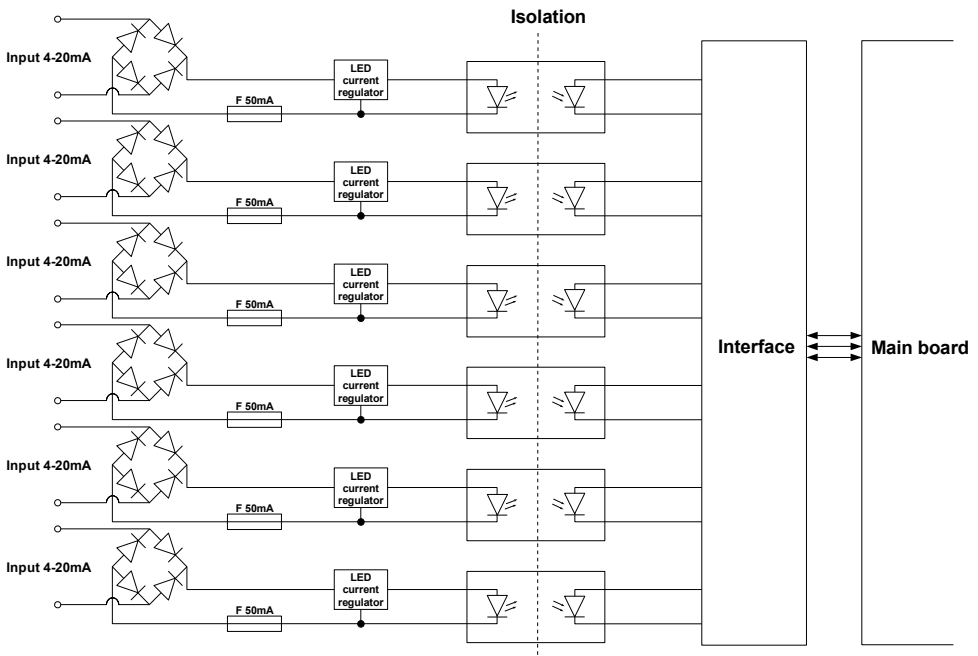 Isolation
Input 4-20mA
LED
current
regulator
F 50mA
Input 4-20mA
LED
current
regulator
F 50mA
Input 4-20mA
LED
current
regulator
F 50mA
Interface
Main board
Input 4-20mA
LED
current
regulator
F 50mA
Input 4-20mA
LED
current
regulator
F 50mA
Input 4-20mA
LED
current
regulator
F 50mA